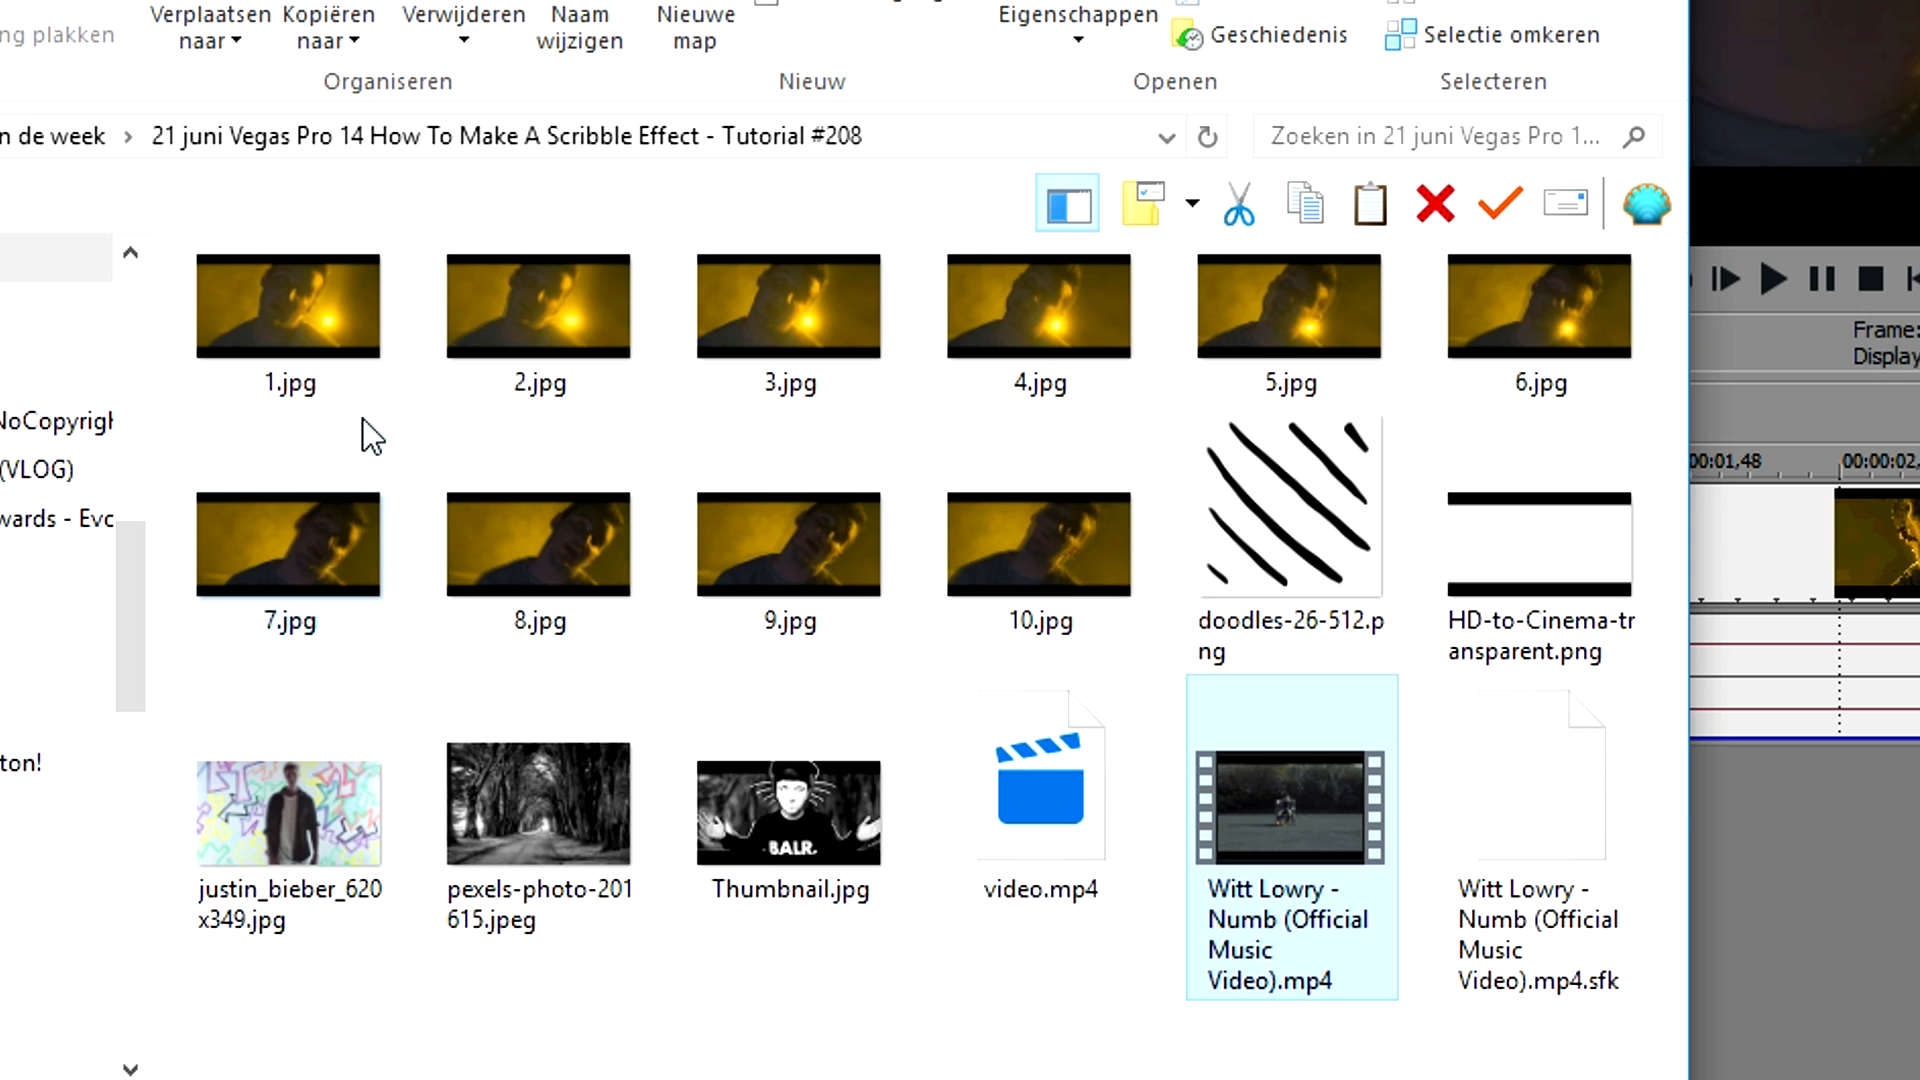 ng plakken
Verplaatsen naar
Kopiëren naar
Verwijderen
Naam wijzigen
Nieuwe map
Eigenschappen
Geschiedenis
Selectie omkeren
Organiseren
Nieuw
Openen
Selecteren
n de week > 21 juni Vegas Pro 14 How To Make A Scribble Effect - Tutorial #208
Zoeken in 21 juni Vegas Pro 1...
Frame:
Display
1.jpg
2.jpg
3.jpg
4.jpg
5.jpg
6.jpg
NoCopyrigh
(VLOG)
wards - Evo
ton!
00:01,48
00:00:02,
7.jpg
8.jpg
9.jpg
10.jpg
doodles-26-512.p
ng
HD-to-Cinema-tr
ansparent.png
BALR.
justin_bieber_620
x349.jpg
pexels-photo-201
615.jpeg
Thumbnail.jpg
video.mp4
Witt Lowry -
Numb (Official
Music
Video).mp4
Witt Lowry -
Numb (Official
Music
Video).mp4.sfk